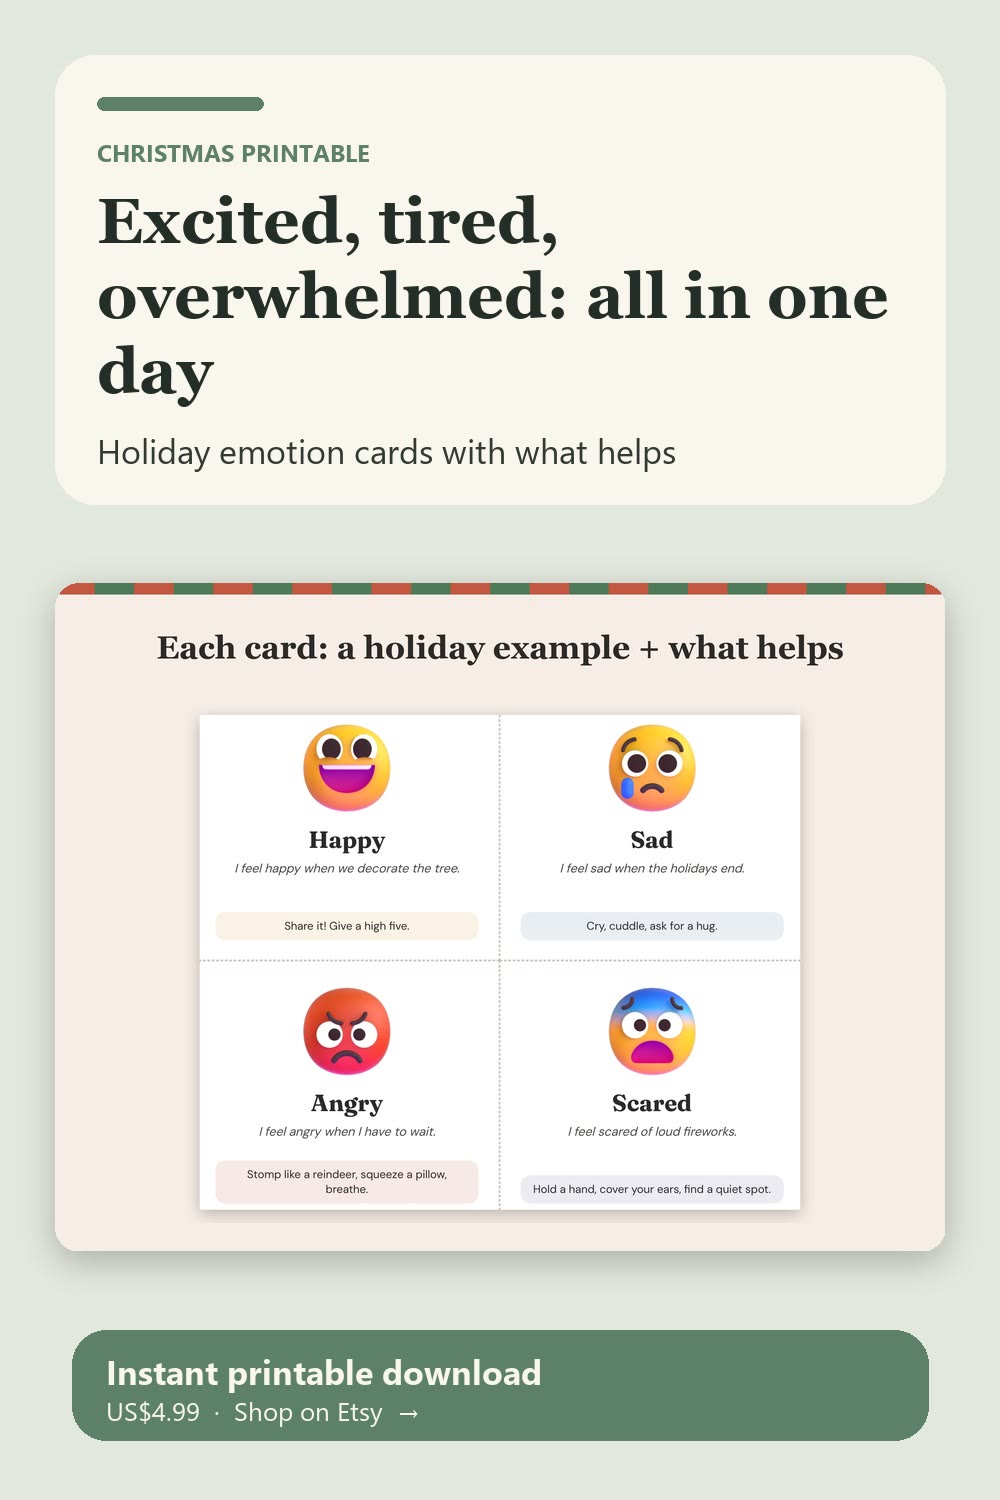 CHRISTMAS PRINTABLE
Excited, tired,
overwhelmed: all in one
day
Holiday emotion cards with what helps
Each card: a holiday example + what helps
Happy
I feel happy when we decorate the tree.
Share it! Give a high five.
Sad
I feel sad when the holidays end.
Cry, cuddle, ask for a hug.
Angry
I feel angry when I have to wait.
Stomp like a reindeer, squeeze a pillow,
breathe.
Scared
I feel scared of loud fireworks.
Hold a hand, cover your ears, find a quiet spot.
Instant printable download
US$4.99 · Shop on Etsy →